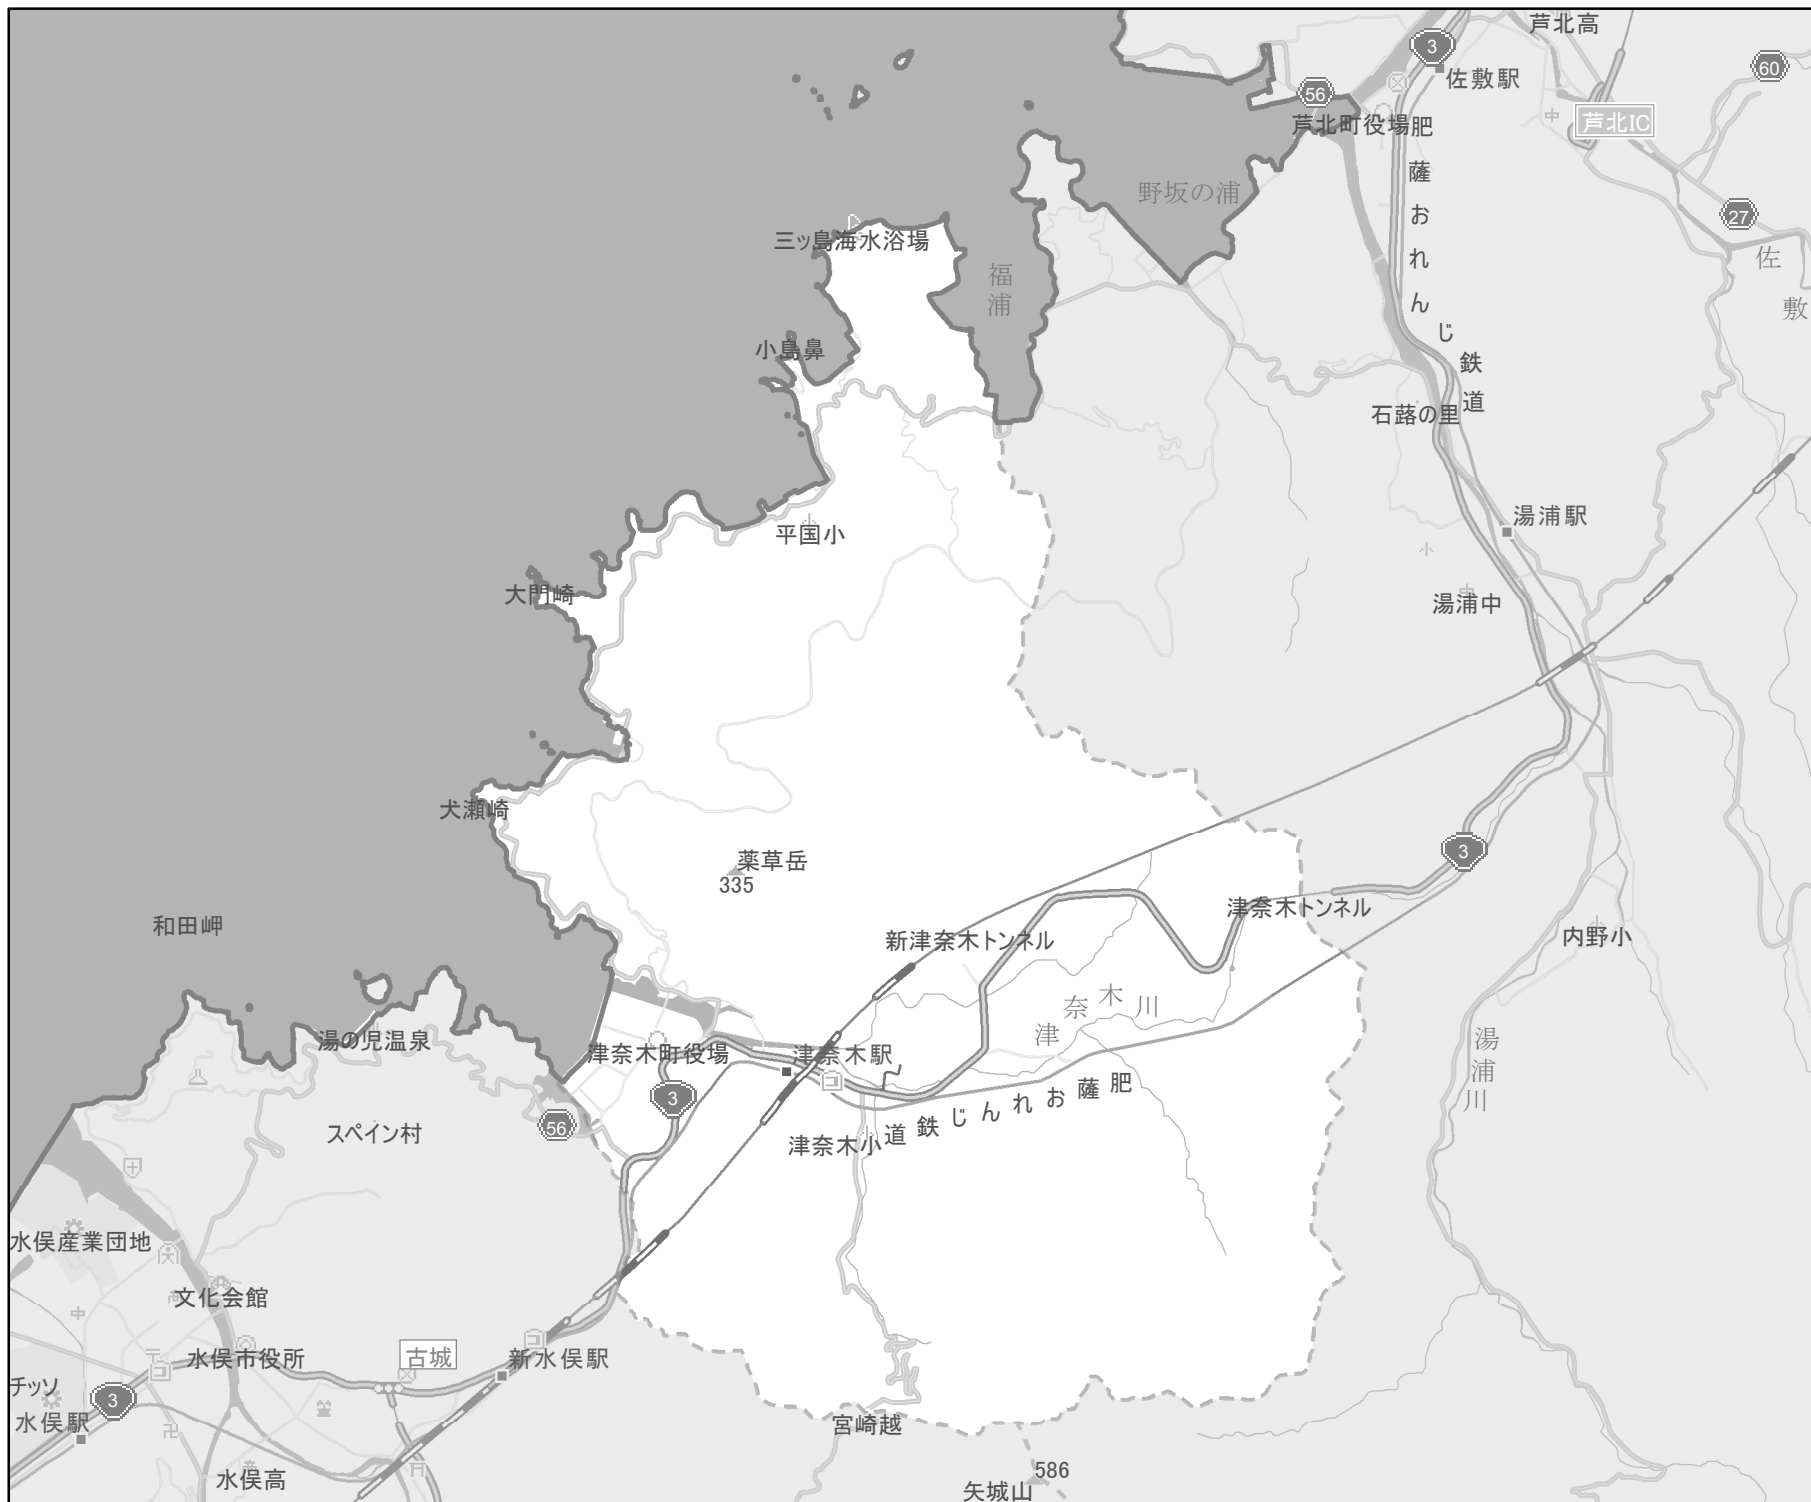 芦北高
3
佐敷駅
60
56
芦北IC
芦北町役場
肥薩おれんじ鉄道
野坂の浦
27
三ッ島海水浴場
佐敷
福浦
小島鼻
石蕗の里
湯浦駅
平国小
大門崎
湯浦中
犬瀬崎
3
薬草岳
335
津奈木トンネル
和田岬
新津奈木トンネル
内野小
津奈木川
湯の児温泉
津奈木町役場
津奈木駅
湯浦川
3
肥薩おれんじ鉄道
56
スペイン村
津奈木小
水俣産業団地
文化会館
水俣市役所
古城
新水俣駅
チッソ
3
水俣駅
宮崎越
水俣高
586
矢城山
小
小
中
中
小
小
中
小